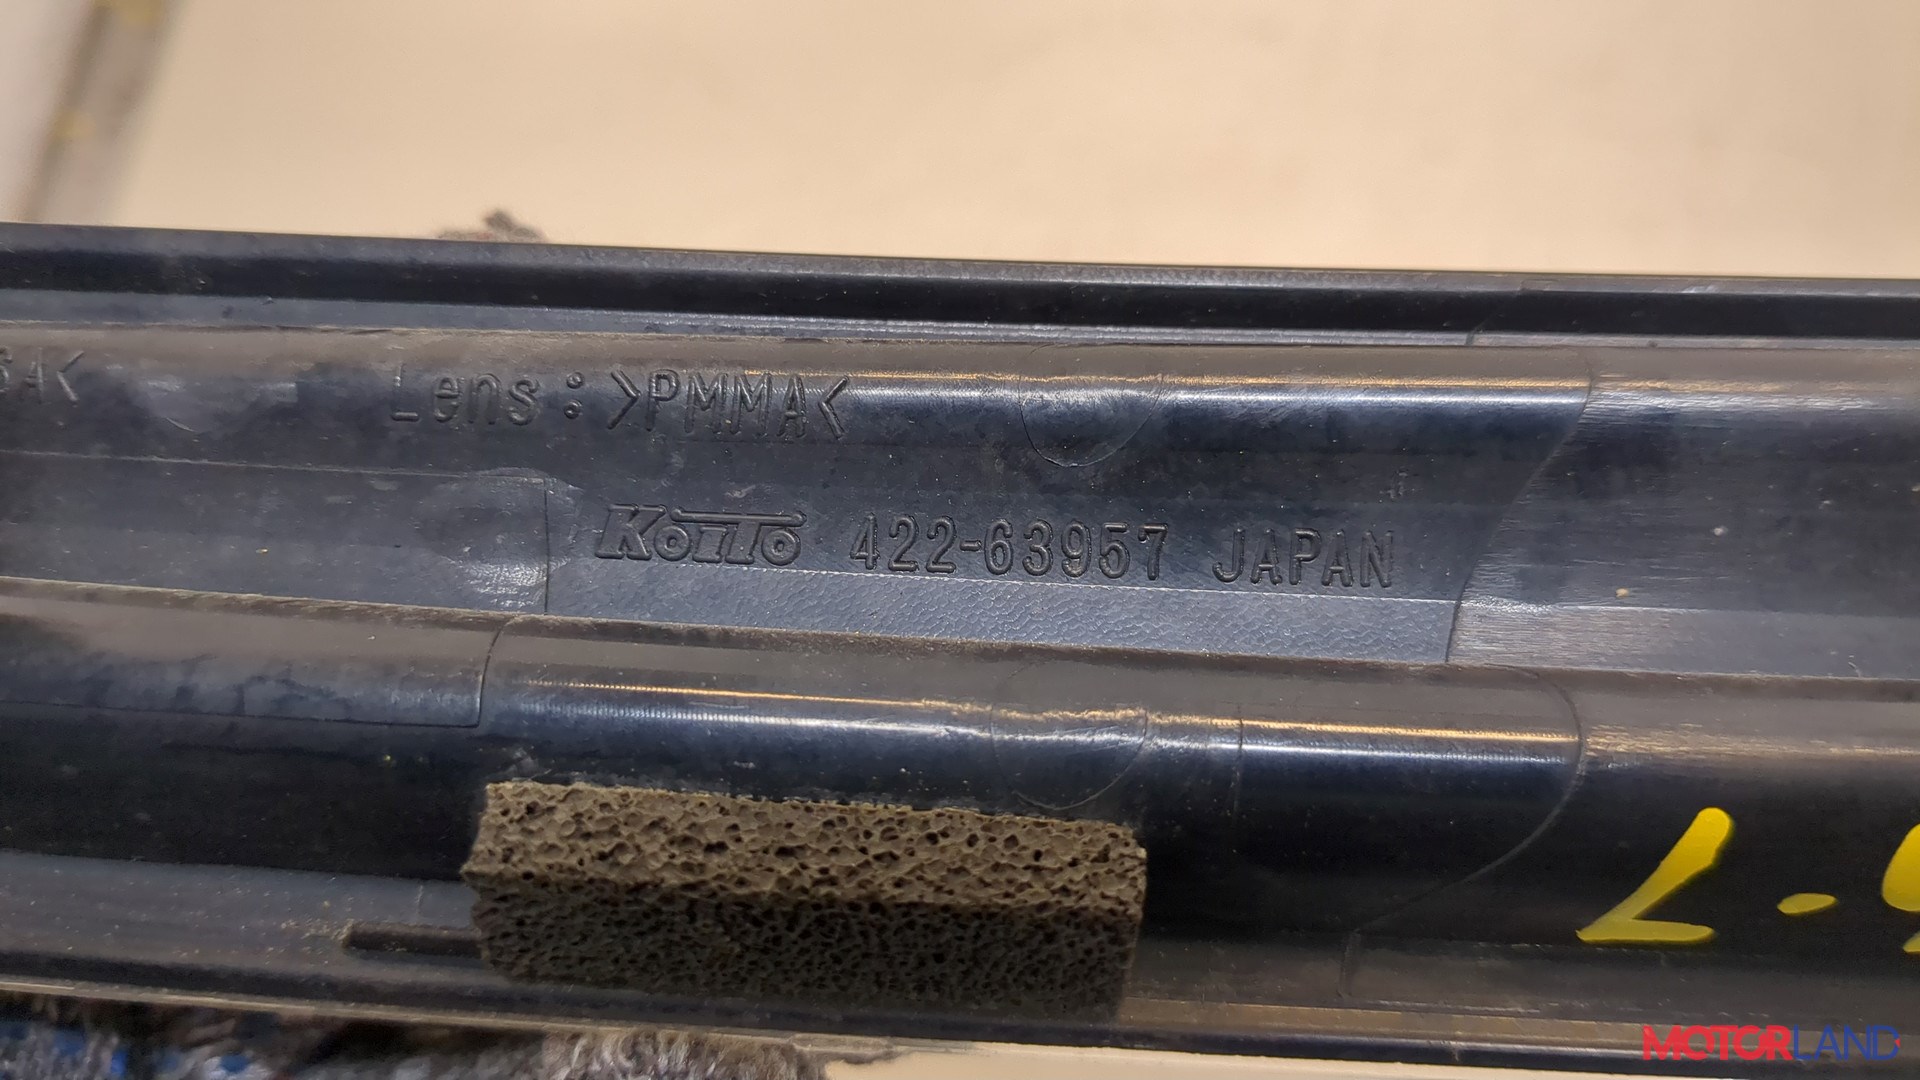 Lens:>PMMA<
KOITO 422-63957 JAPAN
MOTORLAND